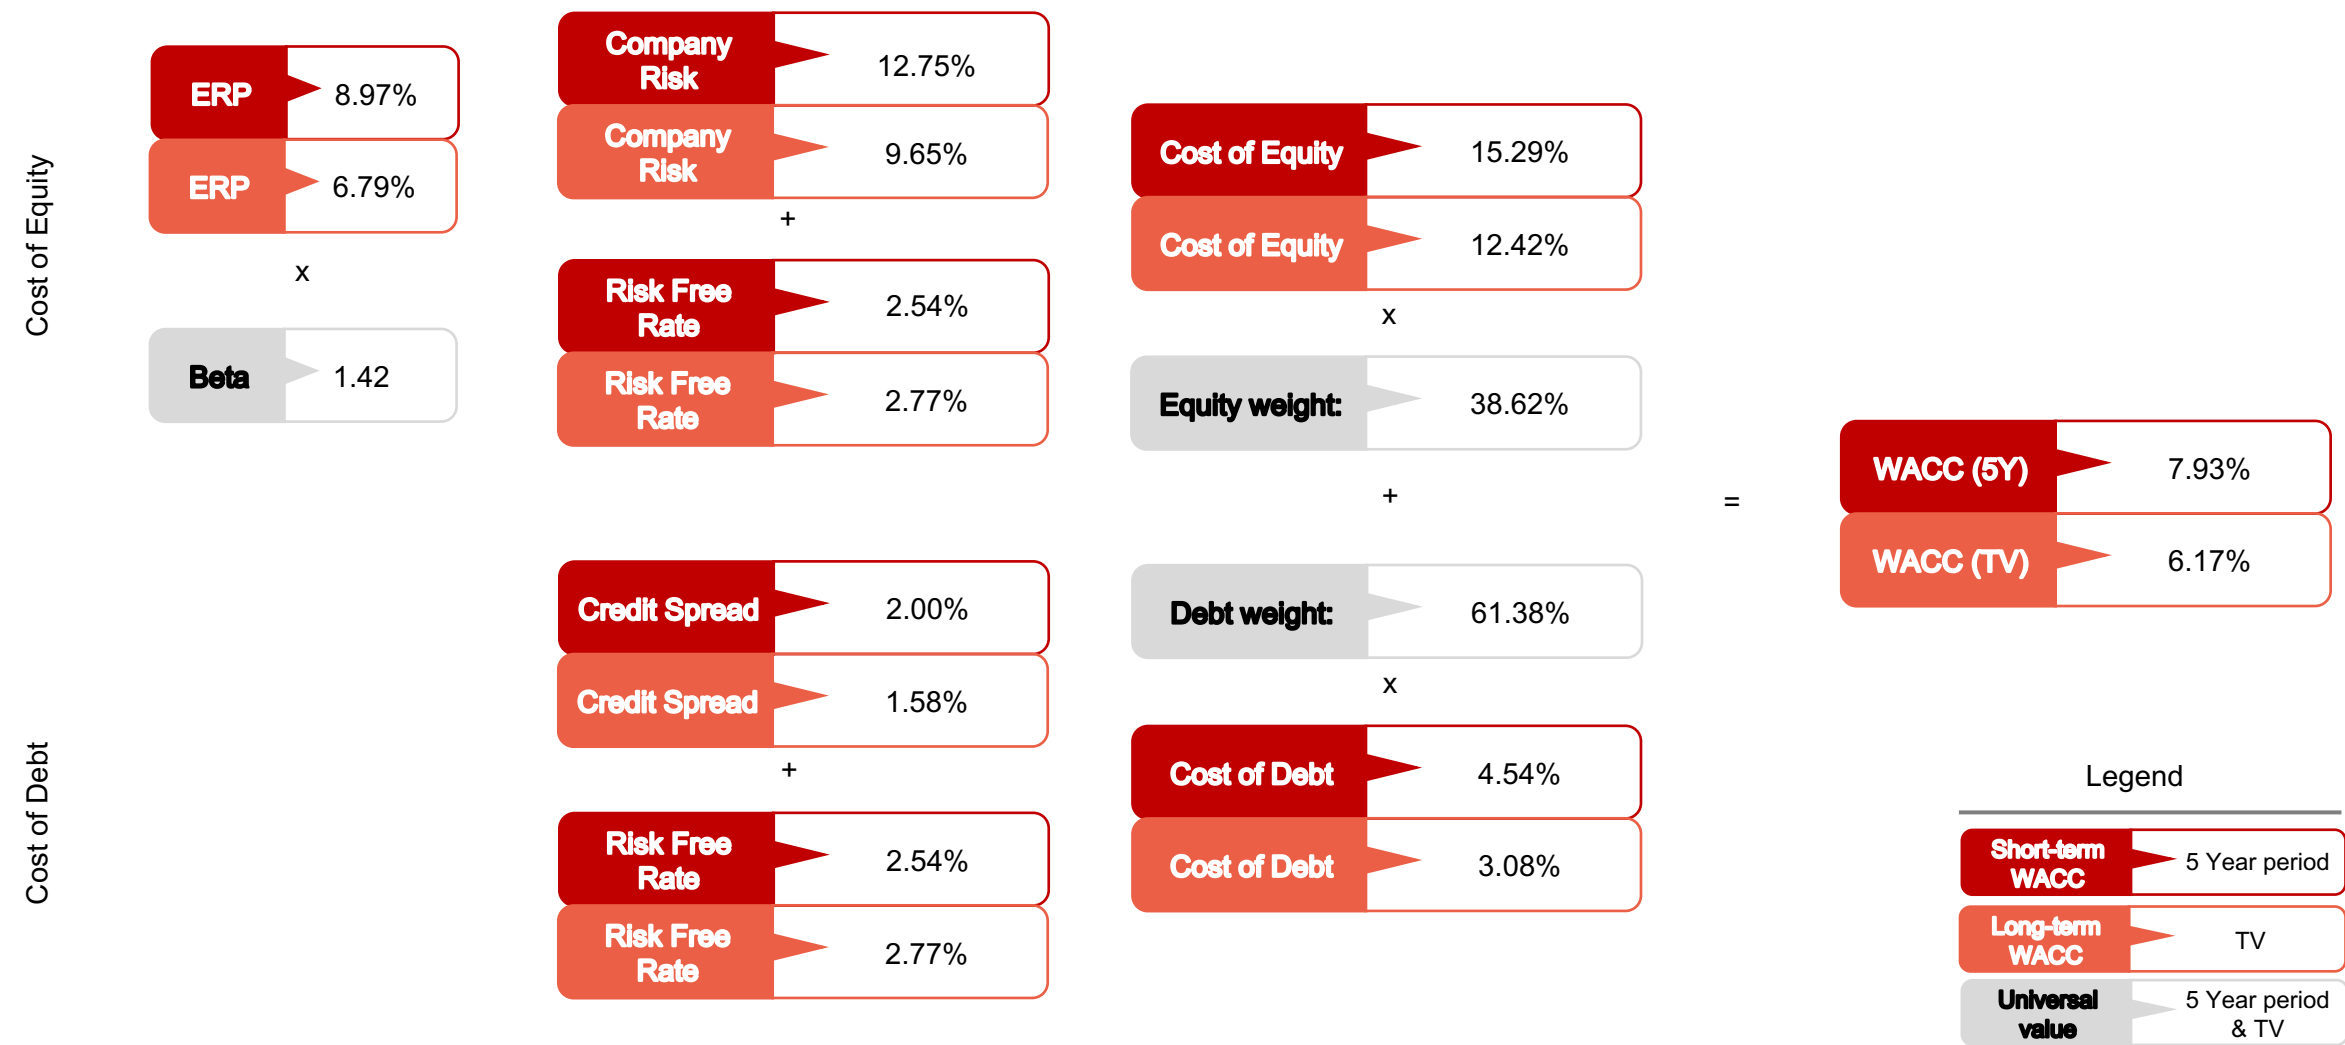 Cost of Equity
ERP
8.97%
ERP
6.79%
x
Beta
1.42
Company
Risk
12.75%
Company
Risk
9.65%
+
Risk Free
Rate
2.54%
Risk Free
Rate
2.77%
Cost of Equity
15.29%
Cost of Equity
12.42%
x
Equity weight:
38.62%
+
Debt weight:
61.38%
x
Cost of Debt
4.54%
Cost of Debt
3.08%
Cost of Debt
Credit Spread
2.00%
Credit Spread
1.58%
+
Risk Free
Rate
2.54%
Risk Free
Rate
2.77%
=
WACC (5Y)
7.93%
WACC (TV)
6.17%
Legend
Short-term
WACC
5 Year period
Long-term
WACC
TV
Universal
value
5 Year period
& TV